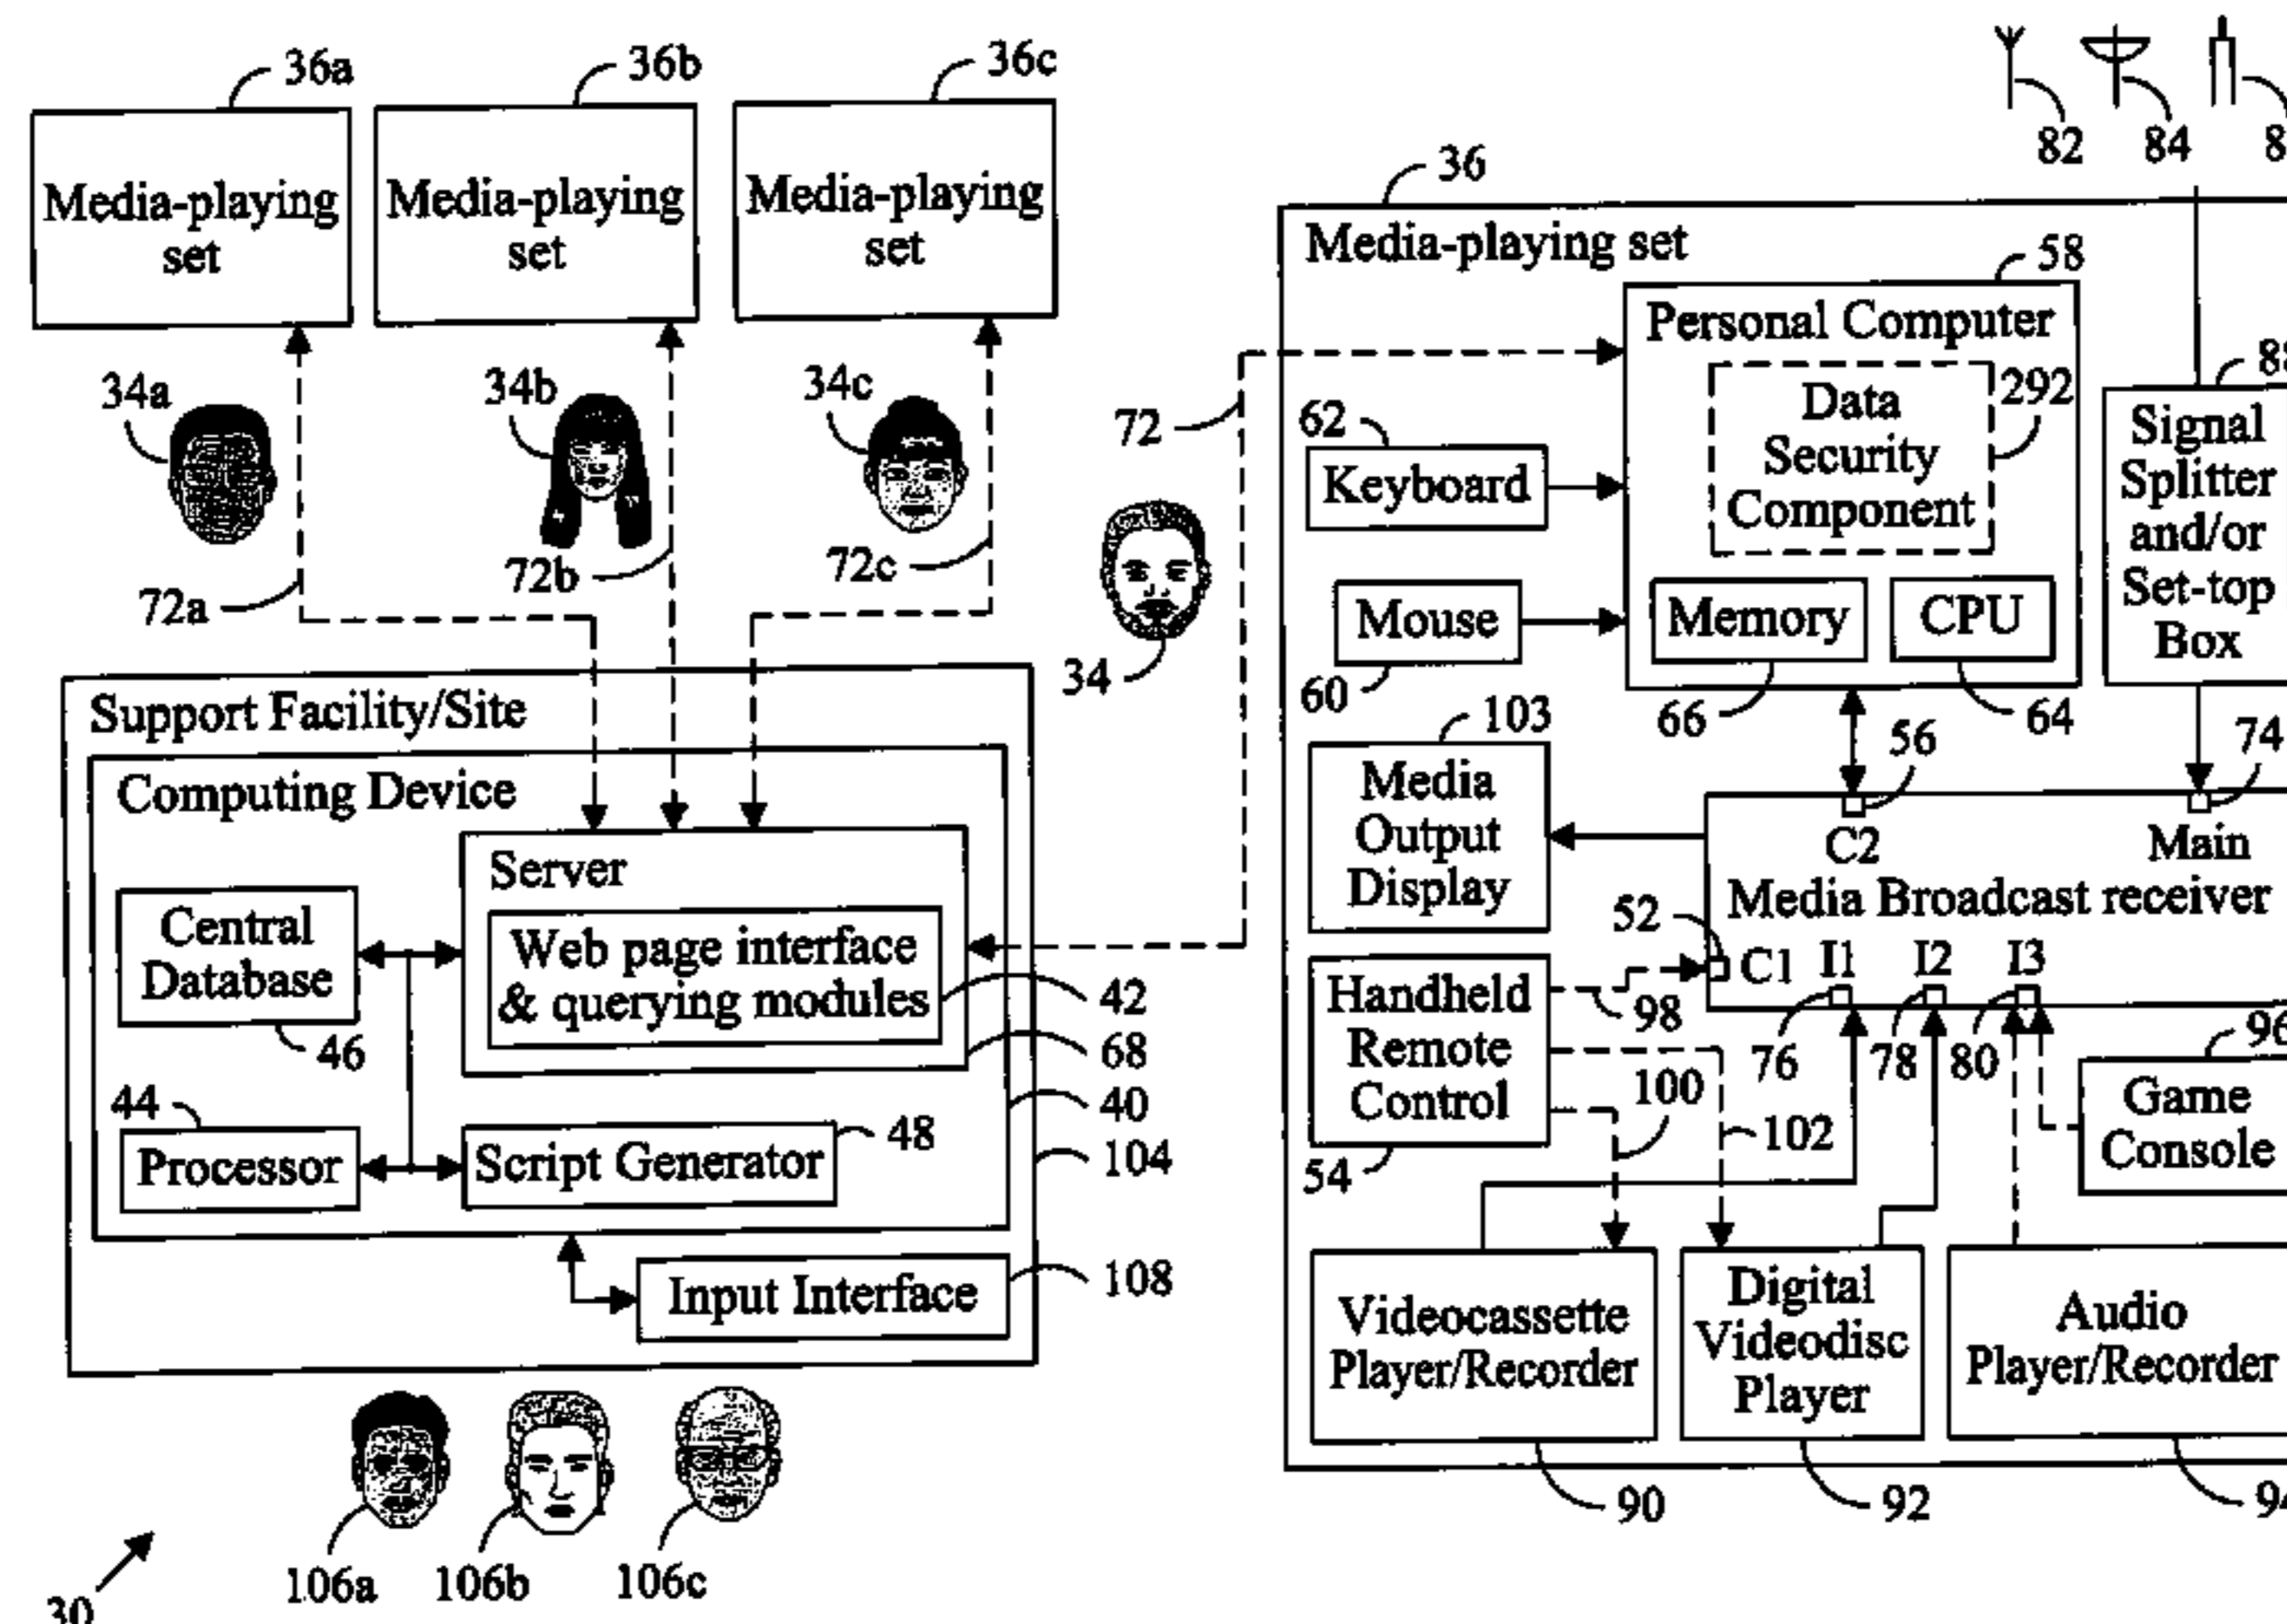 36a
36b
36c
Media-playing
set
Media-playing
set
Media-playing
set
34a
34b
34c
72a
72b
72c
72
34
82
84
36
Media-playing set
58
Personal Computer
Data
Security
Component
292
62
Keyboard
Mouse
60
Memory
CPU
66
64
Signal
Splitter
and/or
Set-top
Box
103
Media
Output
Display
56
74
C2
Main
Media Broadcast receiver
52
C1
I1
I2
I3
Handheld
Remote
Control
98
76
78
80
96
100
102
54
Game
Console
Videocassette
Player/Recorder
Digital
Videodisc
Player
Audio
Player/Recorder
90
92
Support Facility/Site
Computing Device
Server
Central
Database
Web page interface
& querying modules
42
46
68
44
40
48
104
Processor
Script Generator
108
Input Interface
106a
106b
106c
30